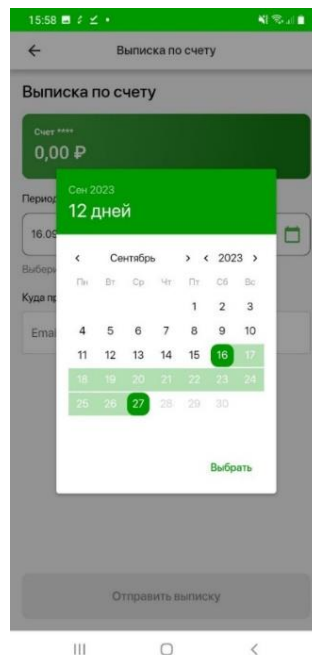 15:58
Выписка по счету
Выписка по счету
Счет ****
0,00 ₽
Период
Сен 2023
12 дней
16.09
Сентябрь 2023
Пн Вт Ср Чт Пт Сб Вс
1 2 3
4 5 6 7 8 9 10
11 12 13 14 15 16 17
18 19 20 21 22 23 24
25 26 27 28 29 30
Куда пр
Emai
Выбрать
Отправить выписку